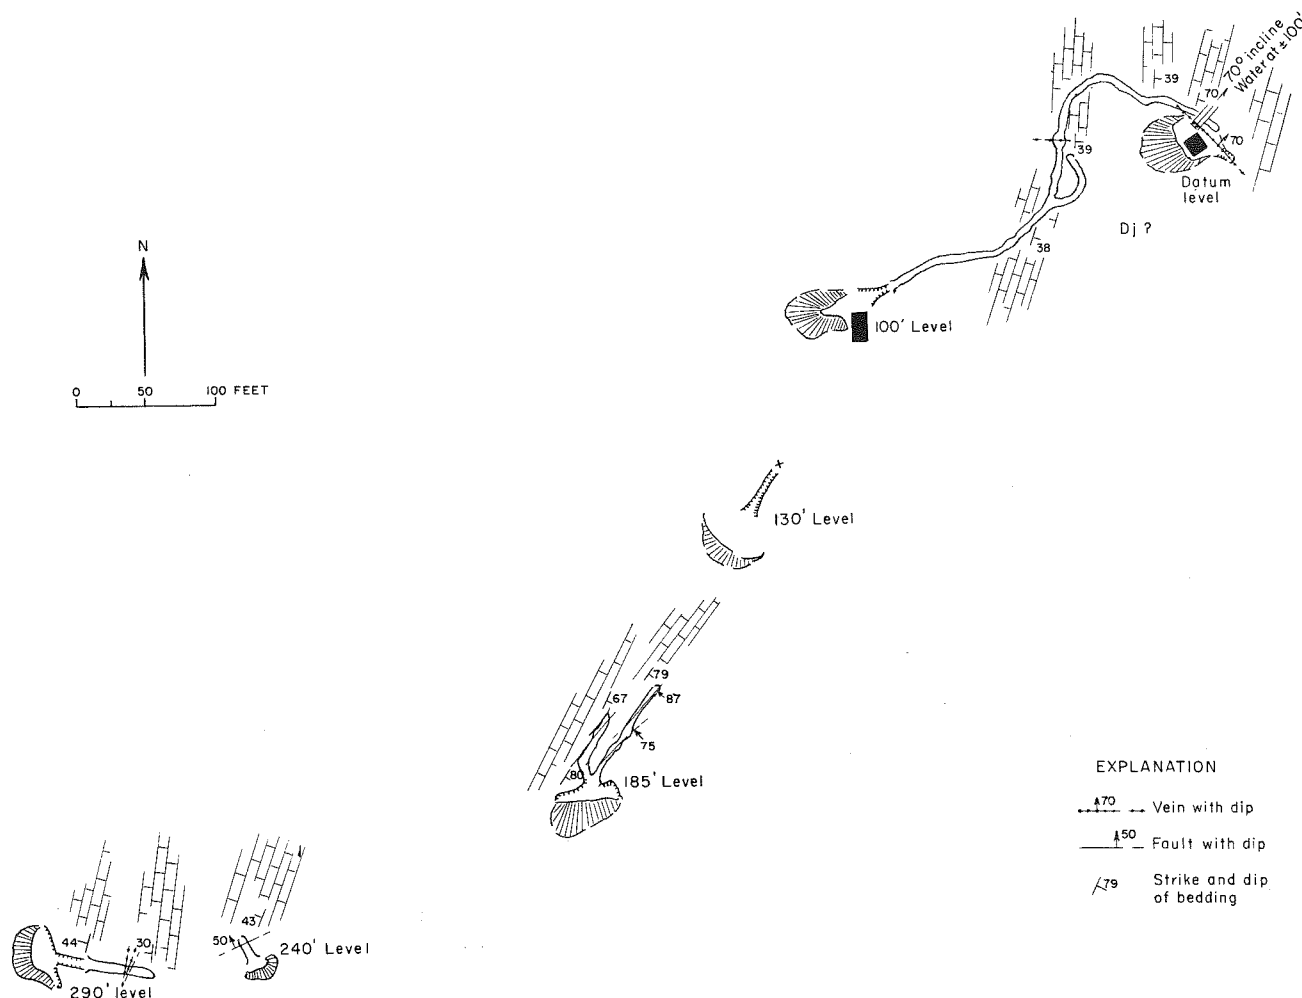 70° incline
Water at ±100'
39
70
70
39
Datum
level
Dj ?
38
N
100' Level
0 50 100 FEET
130' Level
79
67
87
75
80
185' Level
EXPLANATION
70 Vein with dip
50 Fault with dip
79 Strike and dip
of bedding
43
50
240' Level
44
30
290' level